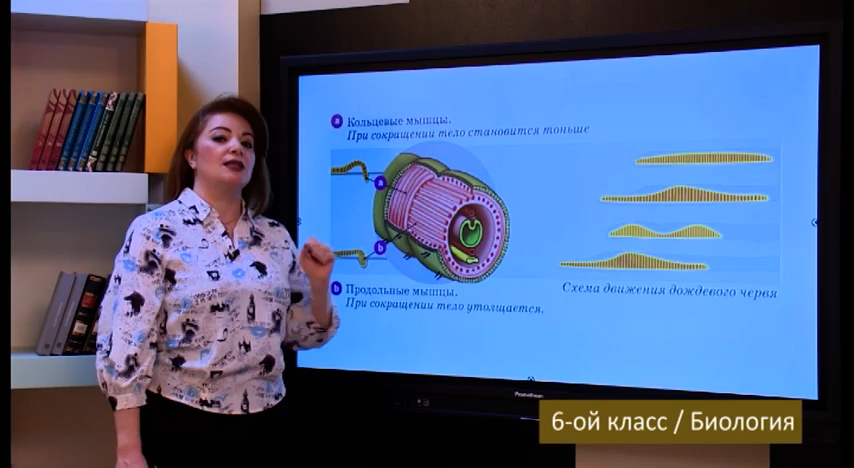 a Кольцевые мышцы.
При сокращении тело становится тоньше
a
b
b Продольные мышцы.
При сокращении тело утолщается.
Схема движения дождевого червя
Promethean
6-ой класс / Биология